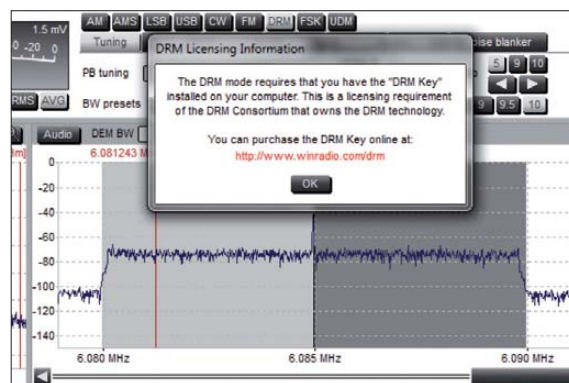 1.5 mV
AM AMS LSB USB CW FM DRM FSK UDM
-20 0
Tuning
DRM Licensing Information
noise blanker
PB tuning
5 9 10
RMS AVG
BW presets
9 9.5 10
The DRM mode requires that you have the "DRM Key"
installed on your computer. This is a licensing requirement
of the DRM Consortium that owns the DRM technology.
You can purchase the DRM Key online at:
http://www.winradio.com/drm
OK
Audio DEM BW
6.081243 M
0
-20
-40
-60
-80
-100
-120
-140
6.080 MHz 6.085 MHz 6.090 MHz